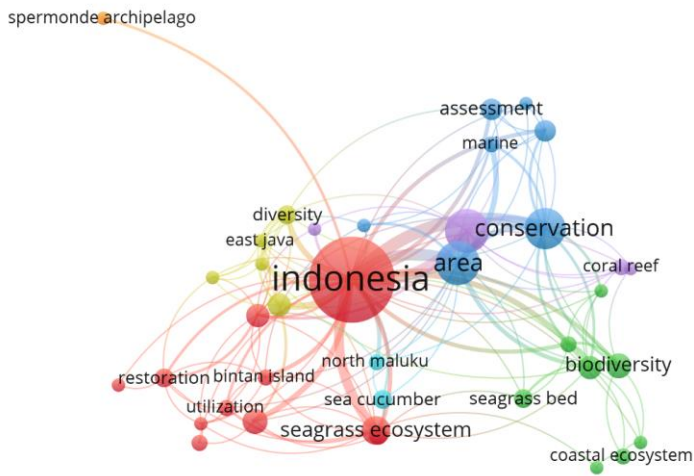 spermonde archipelago
assessment
marine
diversity
conservation
east java
area
coral reef
indonesia
north maluku
biodiversity
restoration
bintan island
sea cucumber
seagrass bed
utilization
seagrass ecosystem
coastal ecosystem